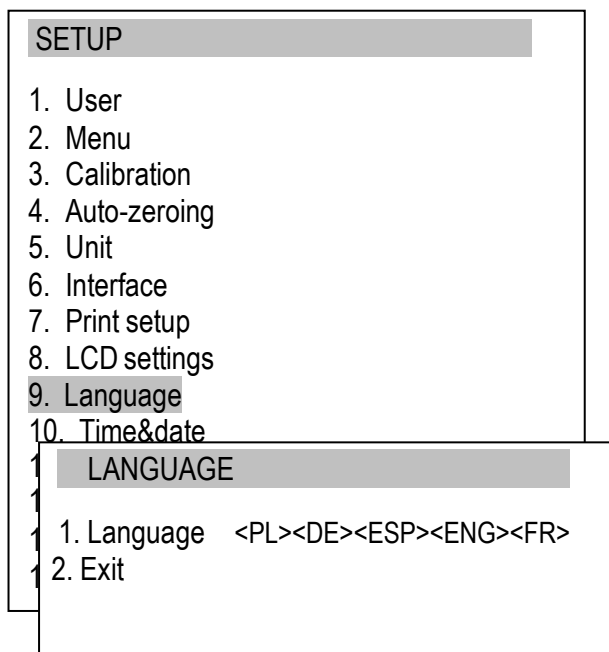 SETUP
1. User
2. Menu
3. Calibration
4. Auto-zeroing
5. Unit
6. Interface
7. Print setup
8. LCD settings
9. Language
10. Time&date
LANGUAGE
1. Language <PL><DE><ESP><ENG><FR>
2. Exit